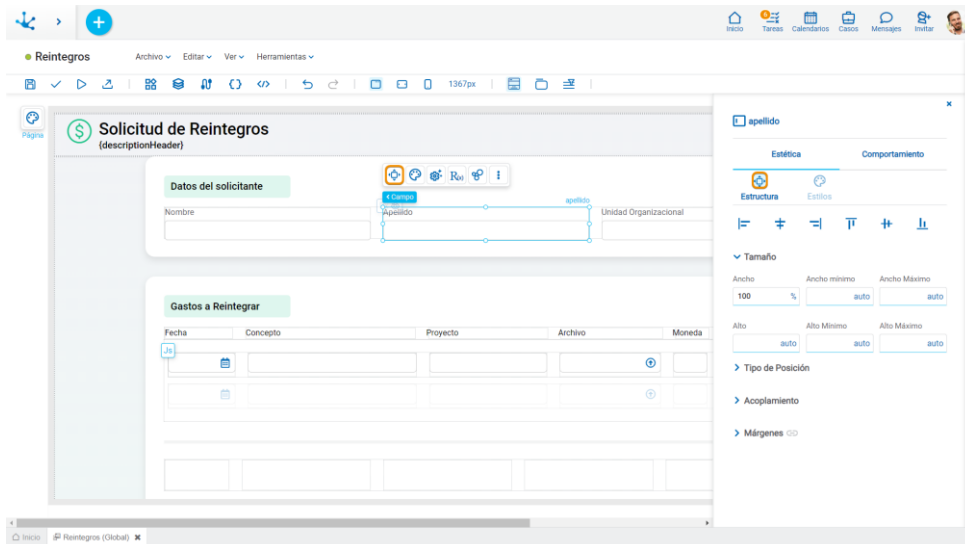 6
Inicio Tareas Calendarios Casos Mensajes Invitar
Reintegros Archivo Editar Ver Herramientas
1367px
Página
Solicitud de Reintegros
{descriptionHeader}
Datos del solicitante
Campo
apellido
Nombre Apellido Unidad Organizacional
Gastos a Reintegrar
Fecha Concepto Proyecto Archivo Moneda
Js
apellido
Estética Comportamiento
Estructura Estilos
Tamaño
Ancho Ancho mínimo Ancho Máximo
100 % auto auto
Alto Alto Mínimo Alto Máximo
auto auto auto
Tipo de Posición
Acoplamiento
Márgenes
Inicio Reintegros (Global)